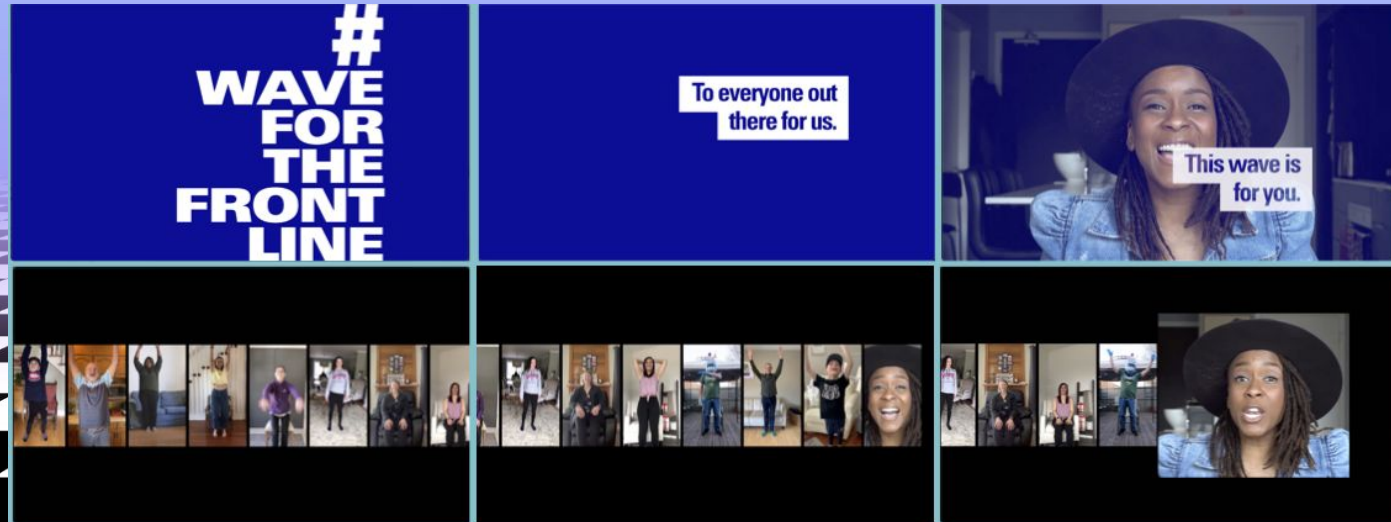 #
WAVE
FOR
THE
FRONT
LINE
To everyone out
there for us.
This wave is
for you.